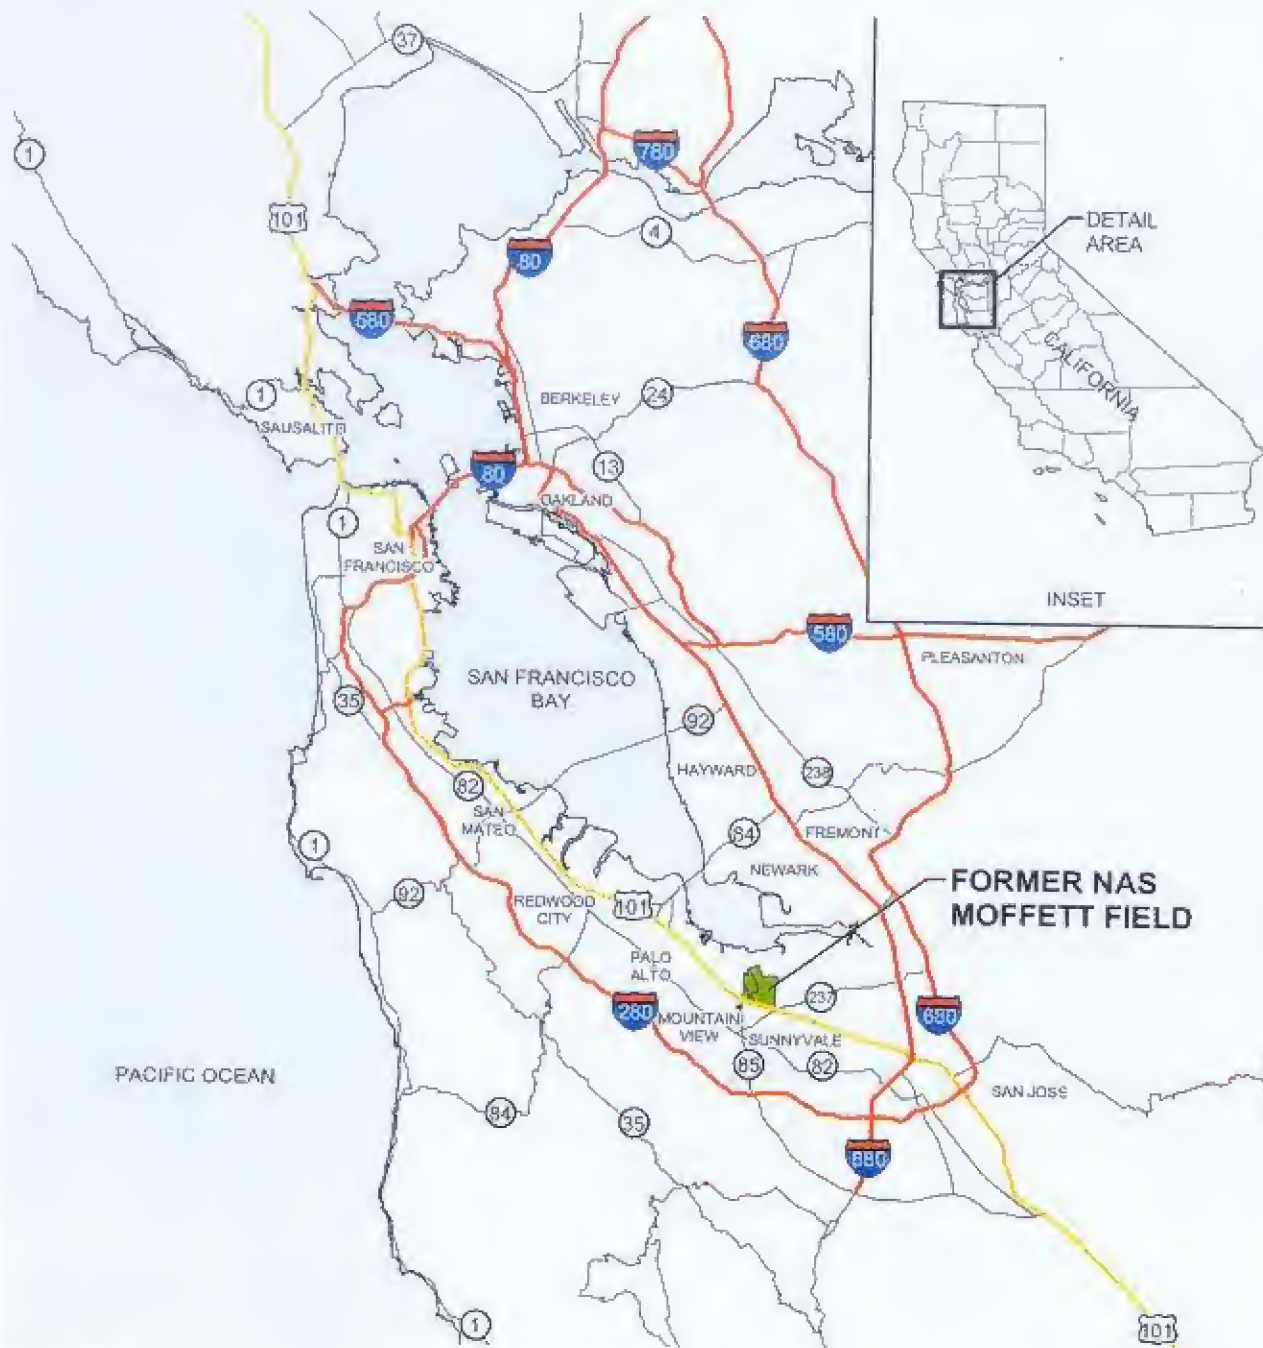 37
1
101
780
4
80
580
680
DETAIL
AREA
CALIFORNIA
INSET
1
SAUSALITO
BERKELEY
24
13
80
OAKLAND
1
SAN
FRANCISCO
580
PLEASANTON
SAN FRANCISCO
BAY
35
92
HAYWARD
238
82
SAN
MATEO
84
FREMONT
1
92
NEWARK
REDWOOD
CITY
101
FORMER NAS
MOFFETT FIELD
PALO
ALTO
237
280
MOUNTAIN
VIEW
SUNNYVALE
680
85
82
PACIFIC OCEAN
SAN JOSS
84
35
880
1
101